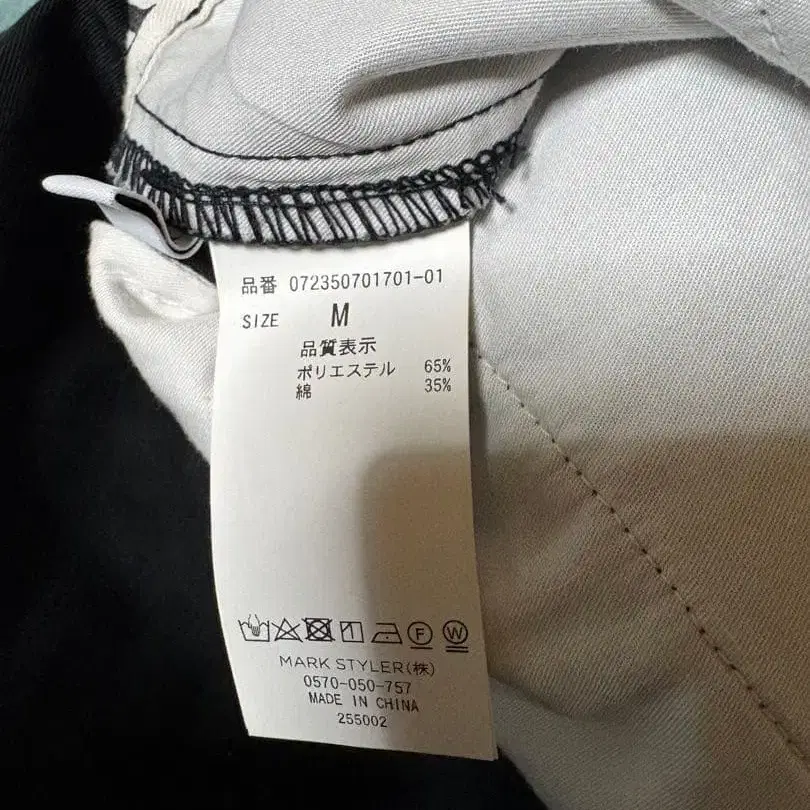 品番 072350701701-01
SIZE M
品質表示
ポリエステル 65%
綿 35%
F W
MARK STYLER(株)
0570-050-757
MADE IN CHINA
255002